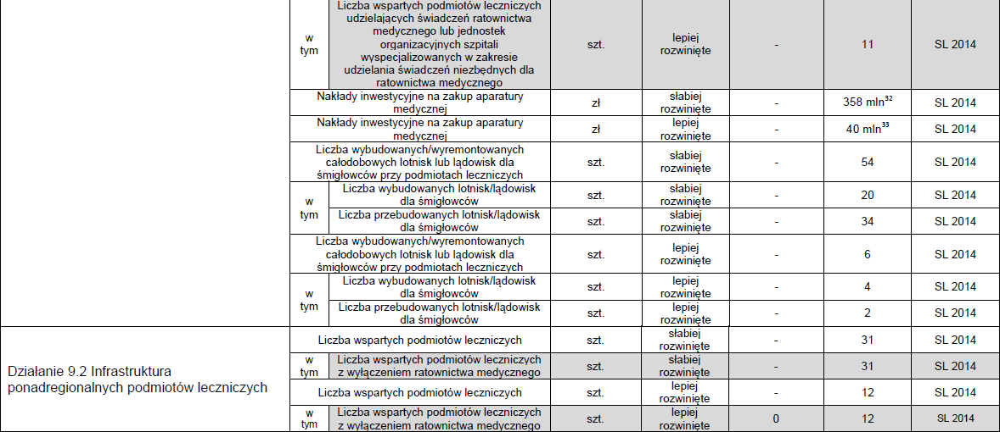 w
tym
Liczba wspartych podmiotów leczniczych
udzielających świadczeń ratownictwa
medycznego lub jednostek
organizacyjnych szpitali
wyspecjalizowanych w zakresie
udzielania świadczeń niezbędnych dla
ratownictwa medycznego
szt.
lepiej
rozwinięte
-
11
SL 2014
Nakłady inwestycyjne na zakup aparatury
medycznej
zł
słabiej
rozwinięte
-
358 mln³²
SL 2014
Nakłady inwestycyjne na zakup aparatury
medycznej
zł
lepiej
rozwinięte
-
40 mln³³
SL 2014
Liczba wybudowanych/wyremontowanych
całodobowych lotnisk lub lądowisk dla
śmigłowców przy podmiotach leczniczych
szt.
słabiej
rozwinięte
-
54
SL 2014
w
tym
Liczba wybudowanych lotnisk/lądowisk
dla śmigłowców
szt.
słabiej
rozwinięte
-
20
SL 2014
Liczba przebudowanych lotnisk/lądowisk
dla śmigłowców
szt.
słabiej
rozwinięte
-
34
SL 2014
Liczba wybudowanych/wyremontowanych
całodobowych lotnisk lub lądowisk dla
śmigłowców przy podmiotach leczniczych
szt.
lepiej
rozwinięte
-
6
SL 2014
w
tym
Liczba wybudowanych lotnisk/lądowisk
dla śmigłowców
szt.
lepiej
rozwinięte
-
4
SL 2014
Liczba przebudowanych lotnisk/lądowisk
dla śmigłowców
szt.
lepiej
rozwinięte
-
2
SL 2014
Działanie 9.2 Infrastruktura
ponadregionalnych podmiotów leczniczych
Liczba wspartych podmiotów leczniczych
szt.
słabiej
rozwinięte
-
31
SL 2014
w
tym
Liczba wspartych podmiotów leczniczych
z wyłączeniem ratownictwa medycznego
szt.
słabiej
rozwinięte
-
31
SL 2014
Liczba wspartych podmiotów leczniczych
szt.
lepiej
rozwinięte
-
12
SL 2014
w
tym
Liczba wspartych podmiotów leczniczych
z wyłączeniem ratownictwa medycznego
szt.
lepiej
rozwinięte
0
12
SL 2014